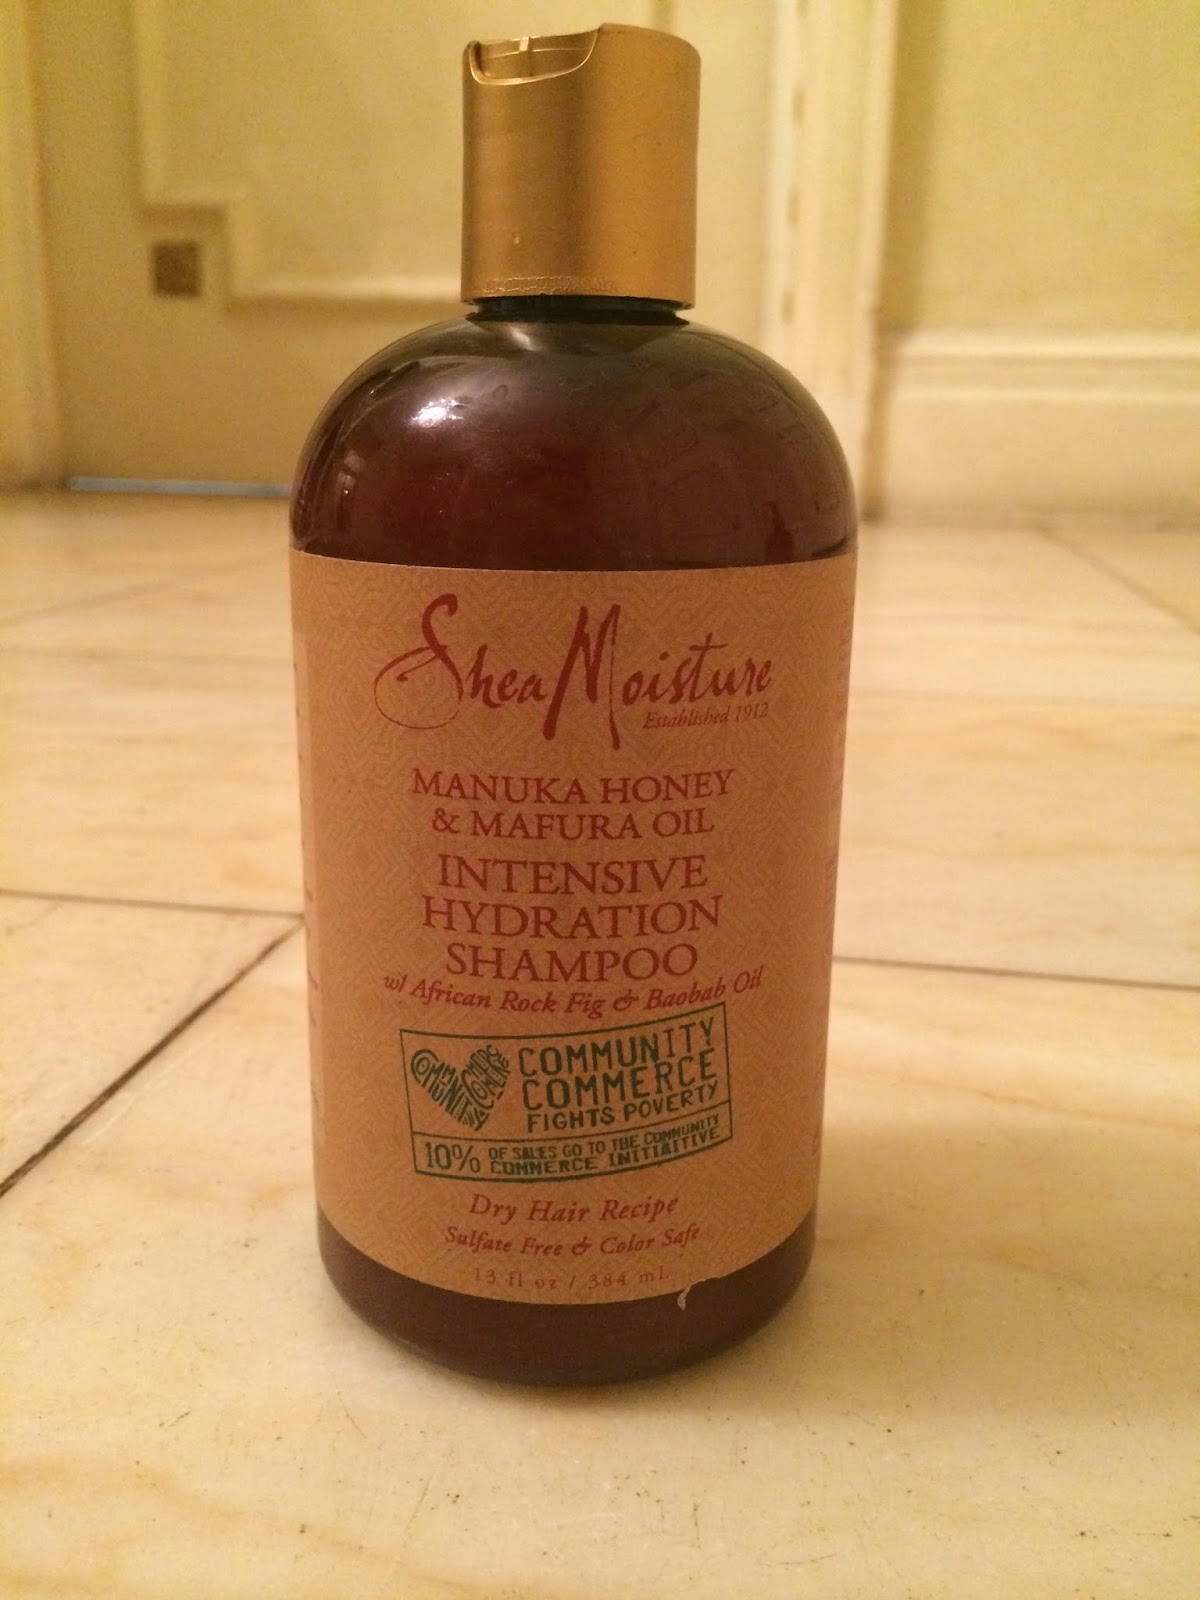 SheaMoisture
Established 1912
MANUKA HONEY
& MAFURA OIL
INTENSIVE
HYDRATION
SHAMPOO
w/ African Rock Fig & Baobab Oil
COMMUNITY COMMERCE
COMMUNITY
COMMERCE
FIGHTS POVERTY
10% OF SALES GO TO THE COMMUNITY
COMMERCE INITIATIVE
Dry Hair Recipe
Sulfate Free & Color Safe
13 fl oz / 384 mL